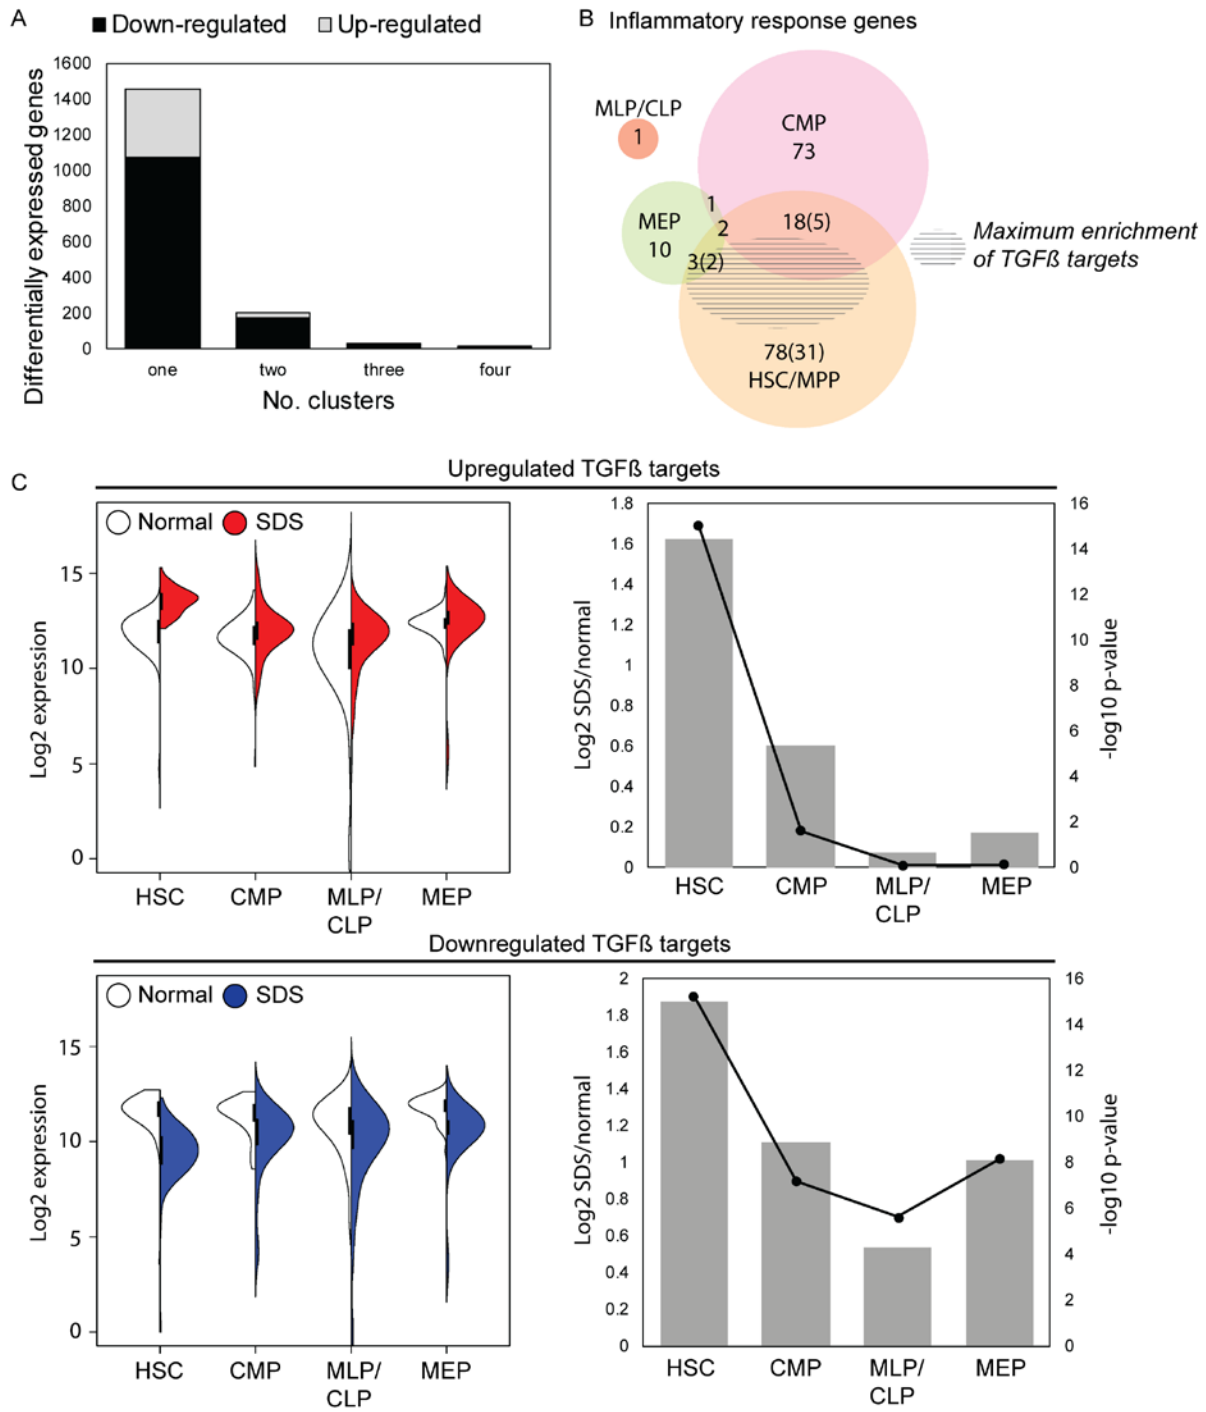 A
Down-regulated Up-regulated
Differentially expressed genes
1600
1400
1200
1000
800
600
400
200
0
one two three four
No. clusters
B Inflammatory response genes
MLP/CLP
1
CMP
73
1
MEP
10
2
18(5)
3(2)
78(31)
HSC/MPP
Maximum enrichment
of TGFß targets
C
Upregulated TGFß targets
Normal SDS
Log2 expression
15
10
5
0
HSC CMP MLP/
CLP MEP
Log2 SDS/normal
1.8
1.6
1.4
1.2
1
0.8
0.6
0.4
0.2
0
16
14
12
10
8
6
4
2
0
-log10 p-value
HSC CMP MLP/
CLP MEP
Downregulated TGFß targets
Normal SDS
Log2 expression
15
10
5
0
HSC CMP MLP/
CLP MEP
Log2 SDS/normal
2
1.8
1.6
1.4
1.2
1
0.8
0.6
0.4
0.2
0
16
14
12
10
8
6
4
2
0
-log10 p-value
HSC CMP MLP/
CLP MEP